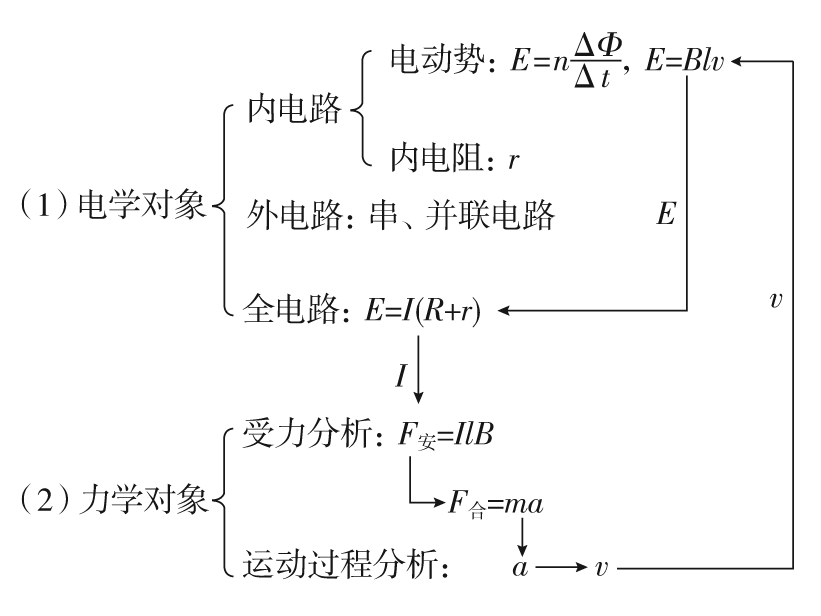 电动势：E=nΔΦ/Δt，E=Blv
内电路
内电阻：r
（1）电学对象
外电路：串、并联电路
E
全电路：E=I(R+r)
v
I
受力分析：F安=IlB
（2）力学对象
F合=ma
运动过程分析： a v